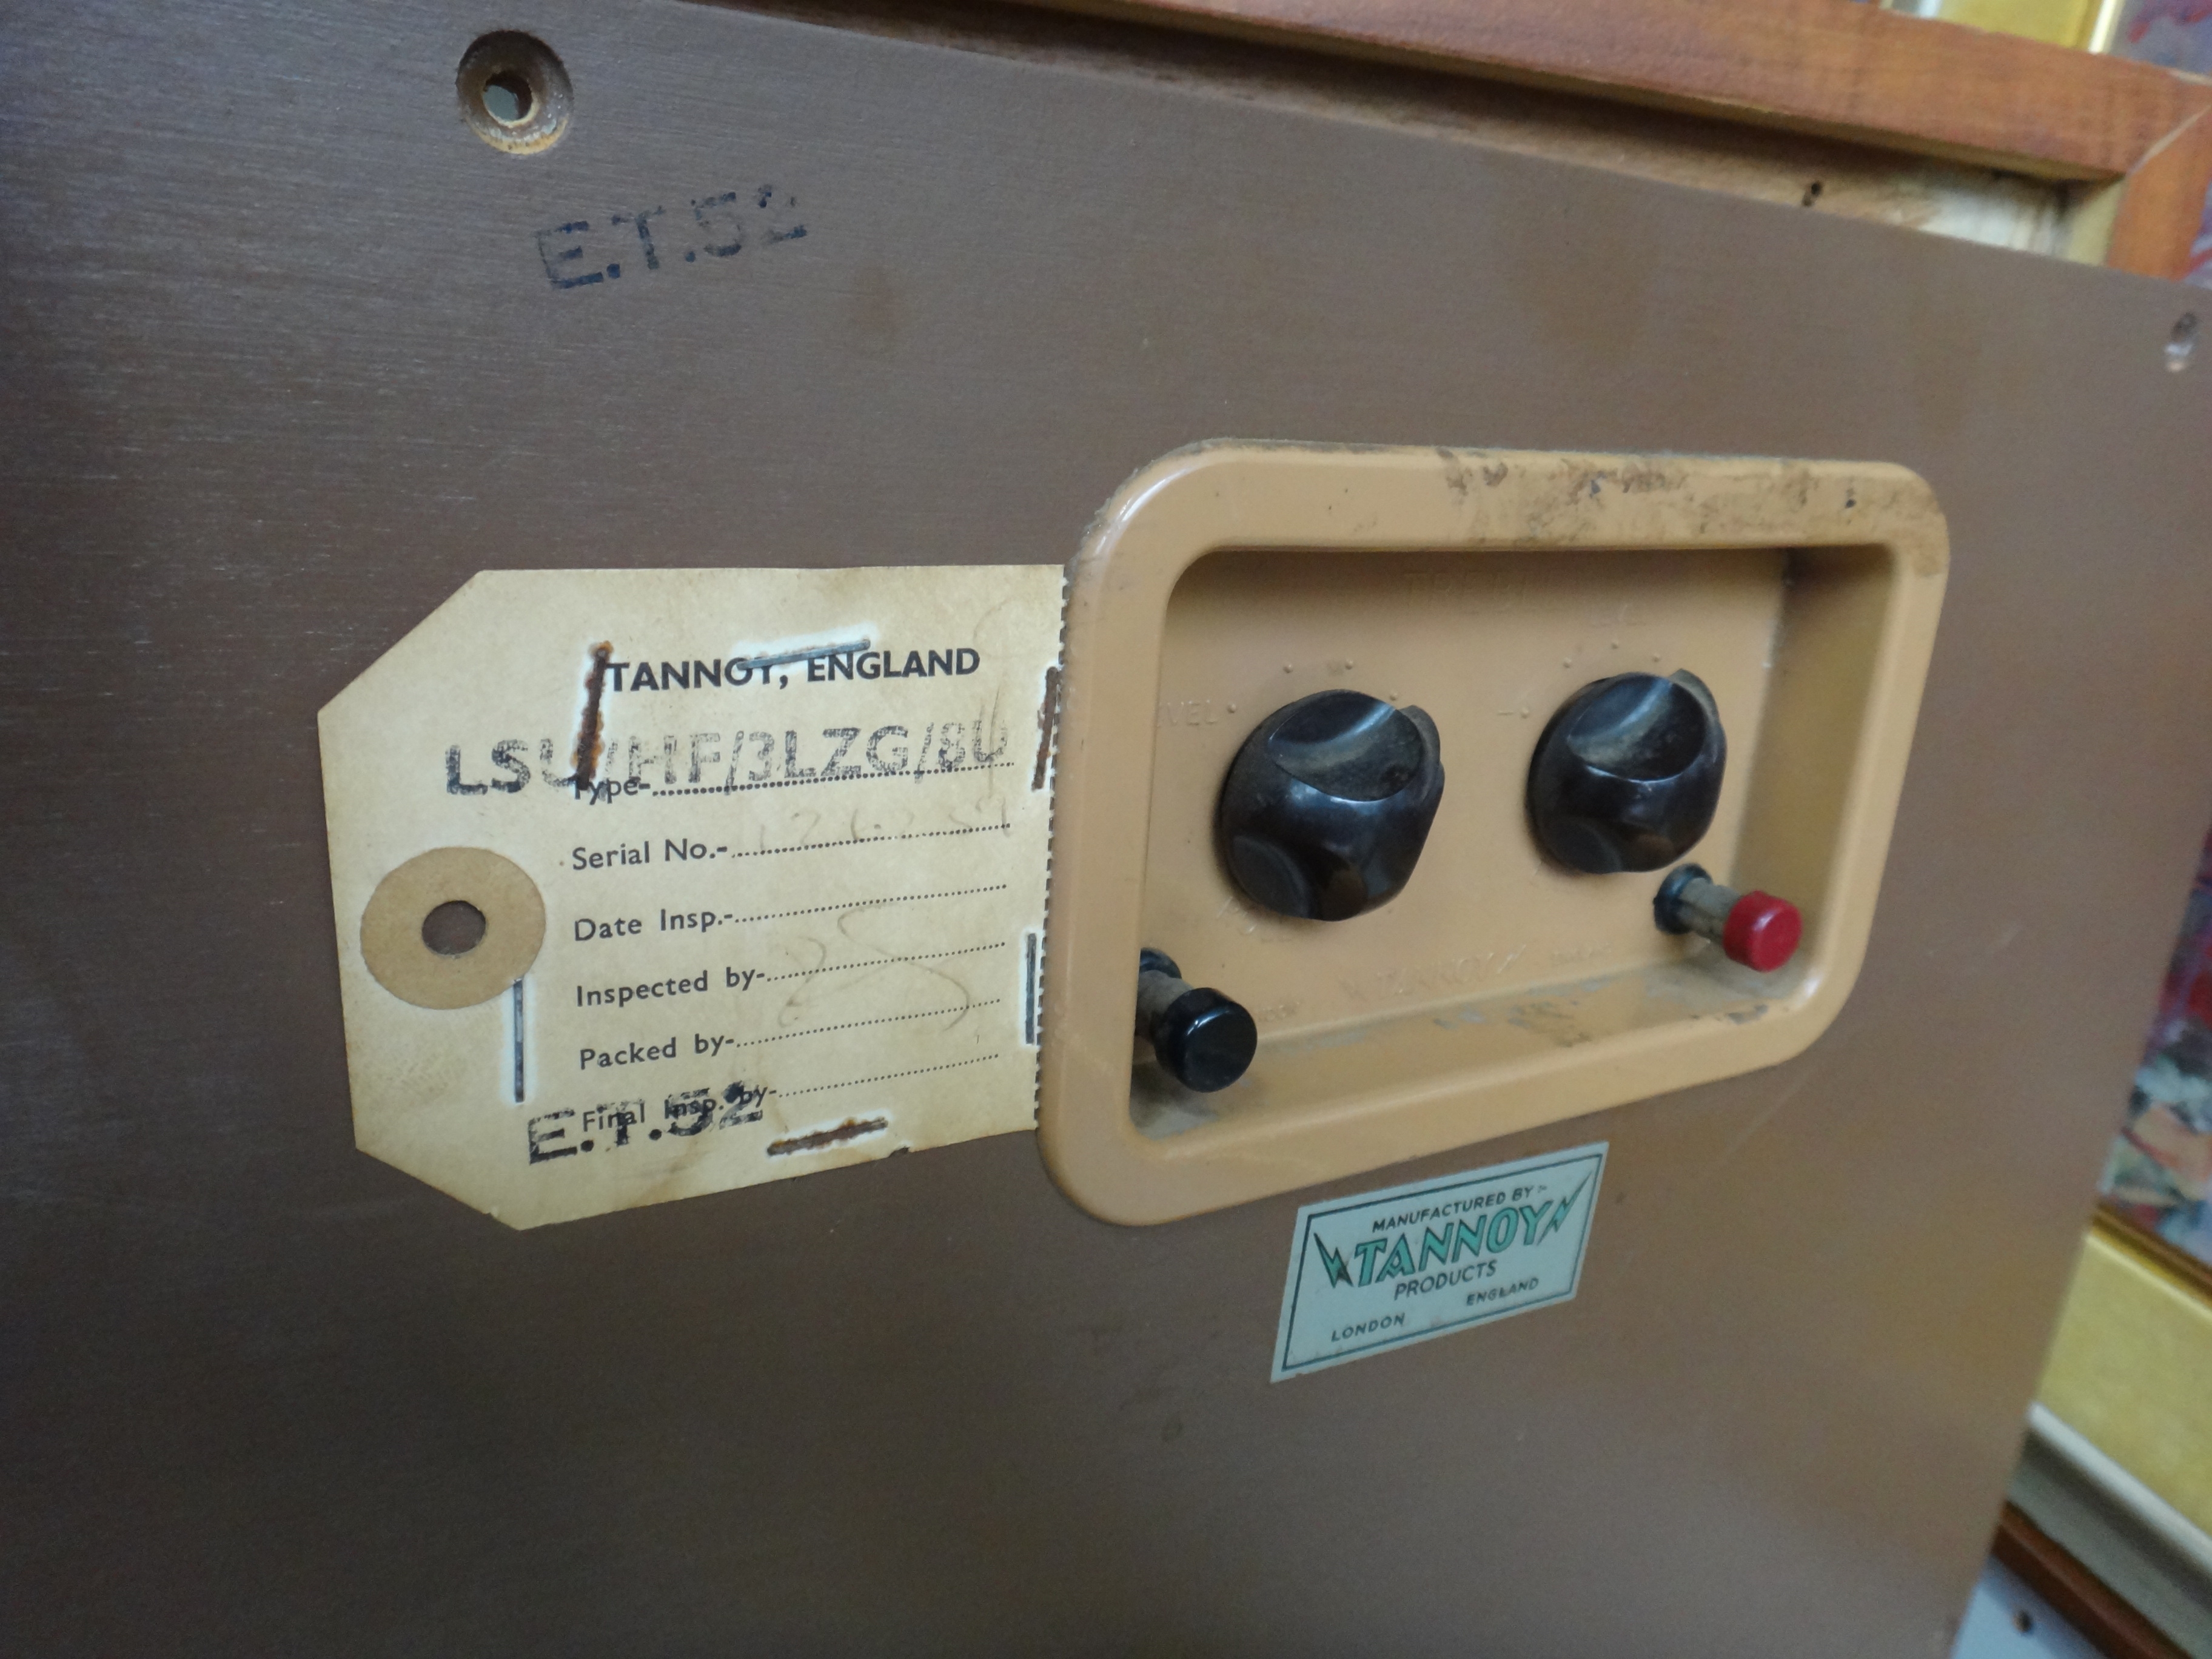 E.T.52
TANNOY, ENGLAND
LSU/HF/3LZG/8U
Type-
Serial No.-
Date Insp.-
Inspected by-
Packed by-
Final Insp. by-
E.T.52
TANNOY
MANUFACTURED BY:-
TANNOY
PRODUCTS
LONDON ENGLAND